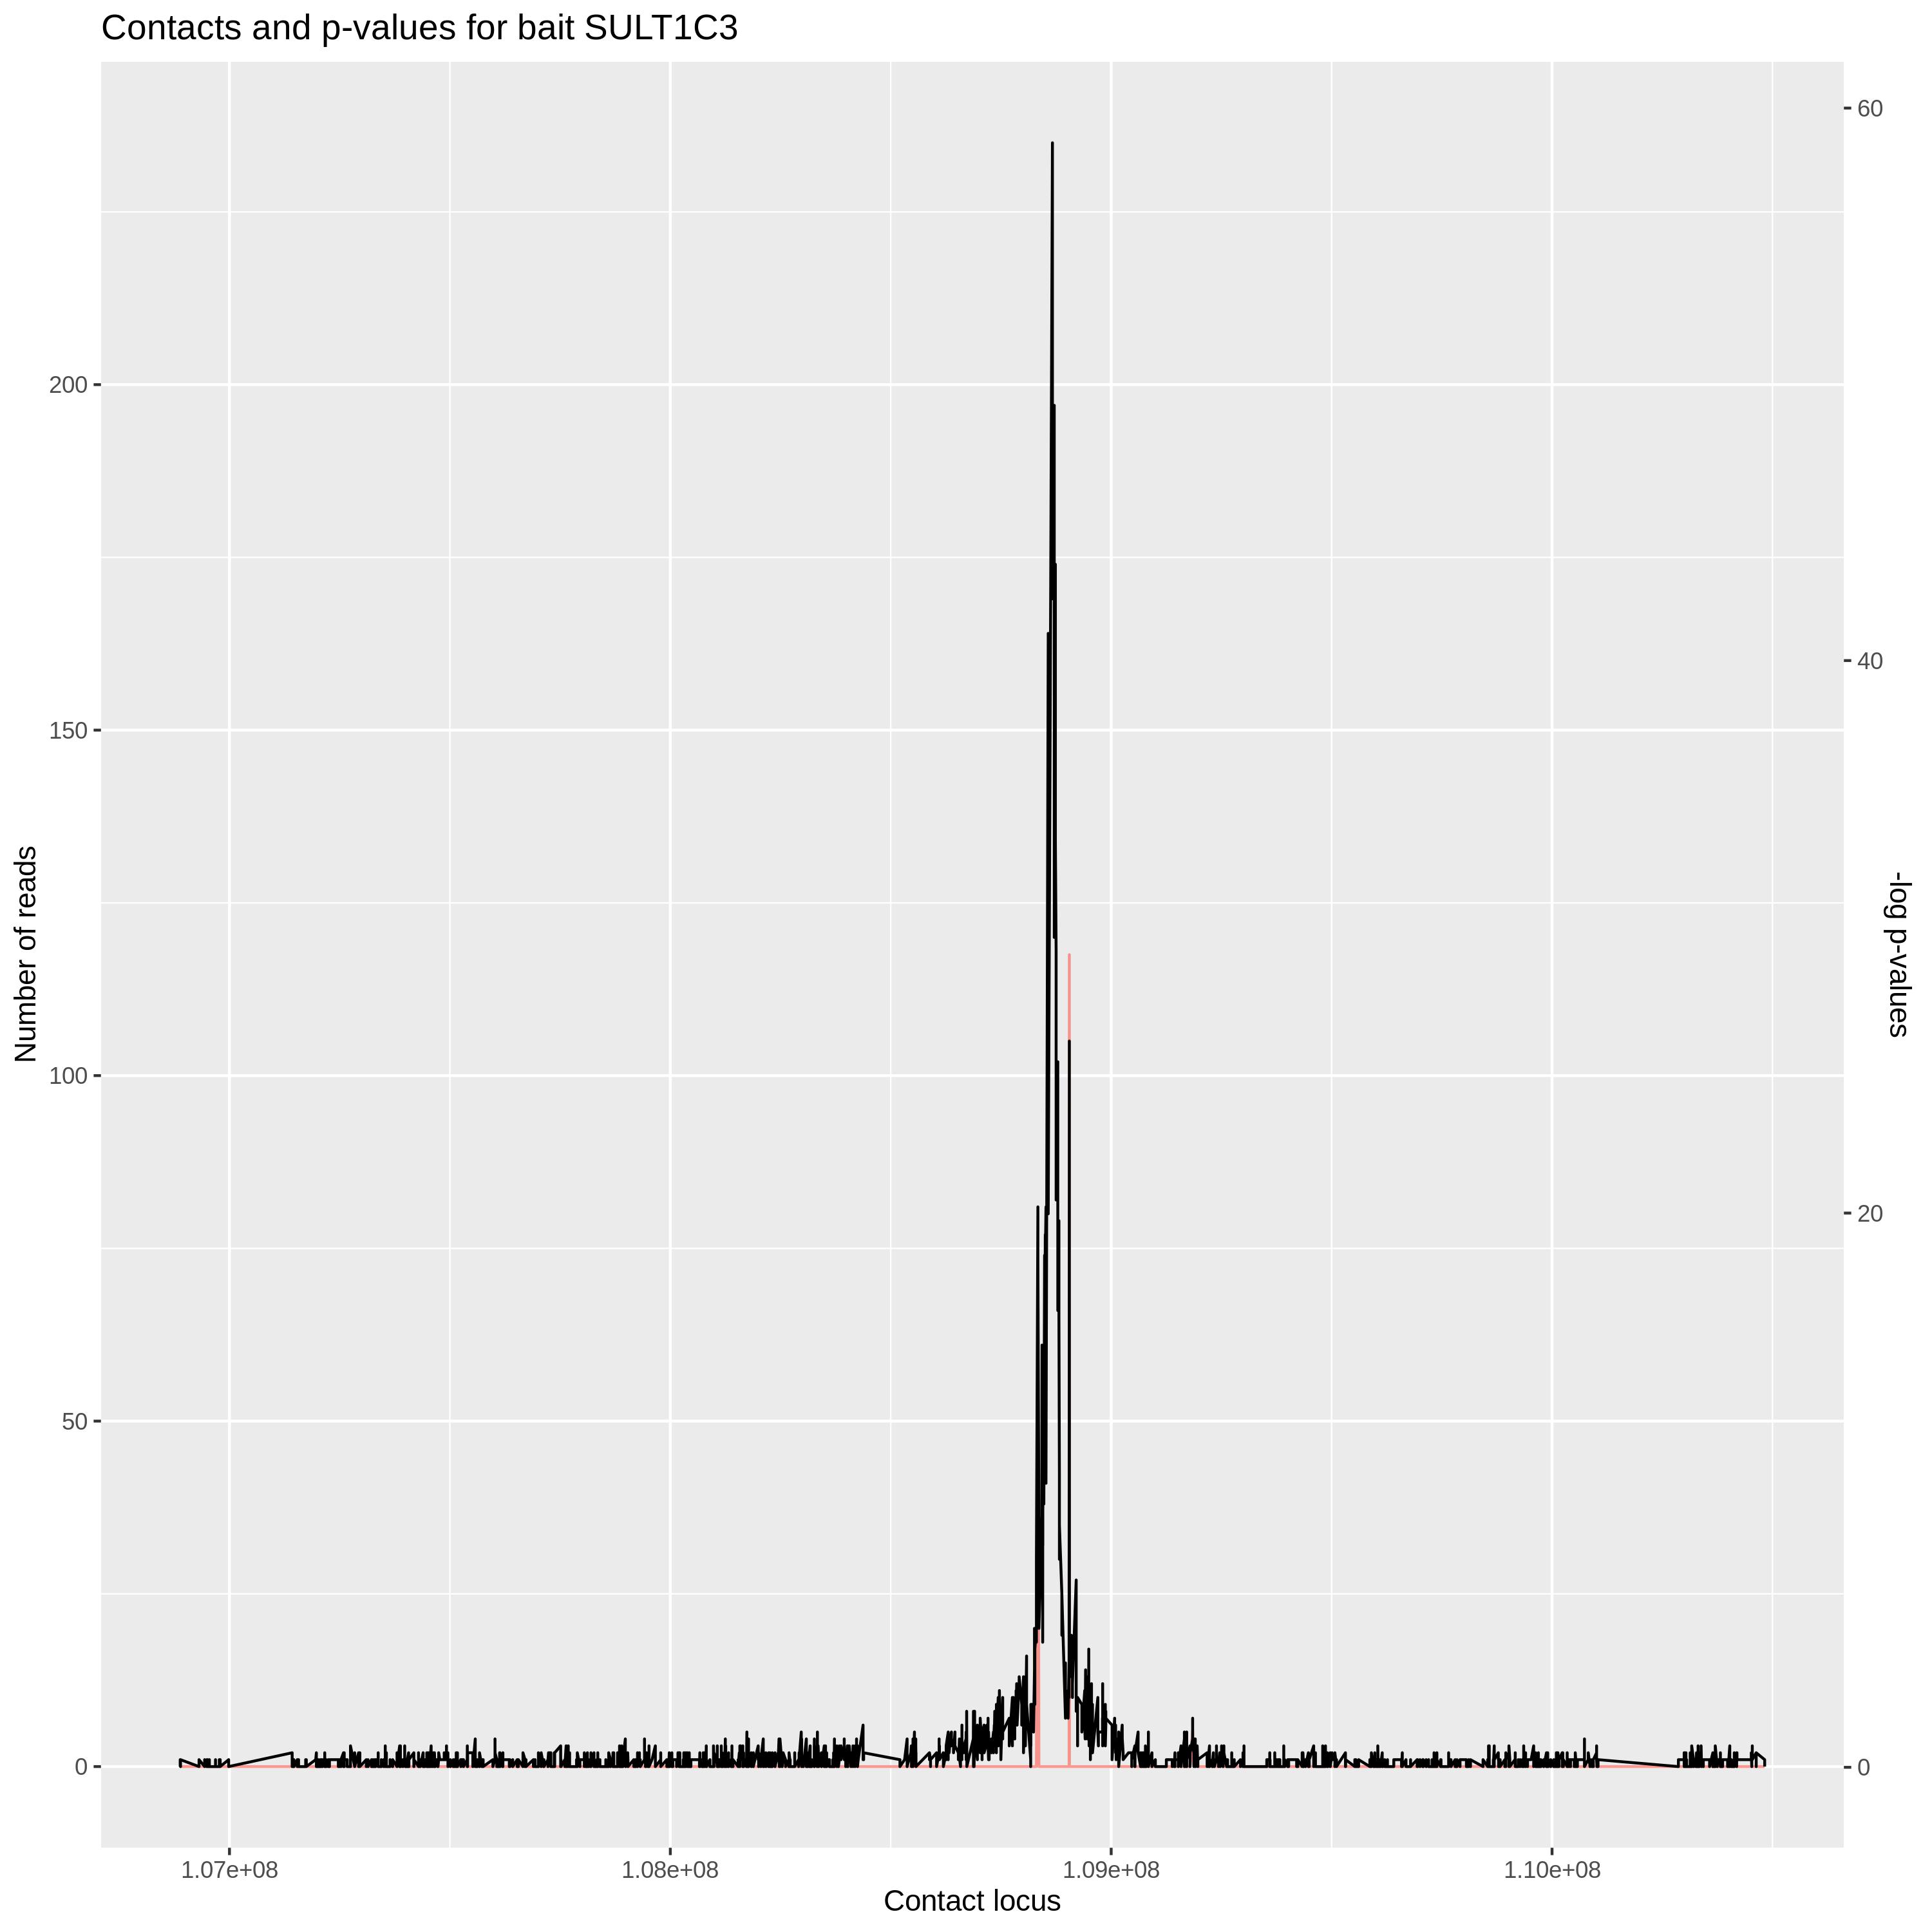 Contacts and p-values for bait SULT1C3
60
200
40
150
Number of reads
-log p-values
100
20
50
0
0
1.07e+08
1.08e+08
1.09e+08
1.10e+08
Contact locus